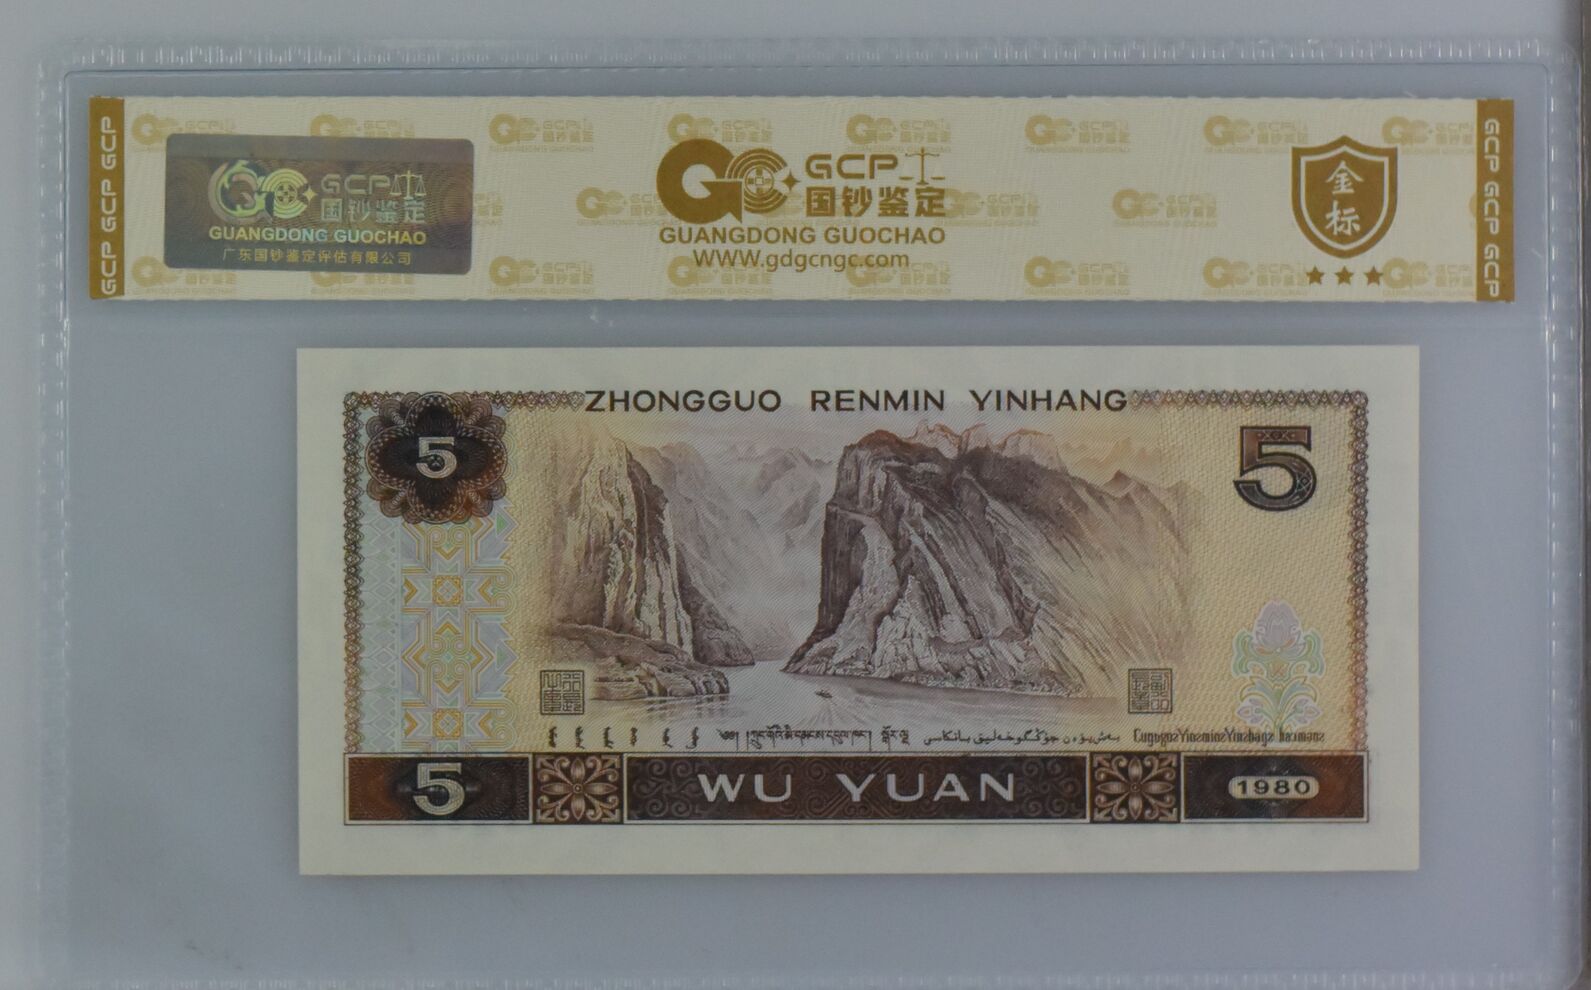 GCP GCP GCP
GCP
国钞鉴定
GUANGDONG GUOCHAO
广东国钞鉴定评估有限公司
GCP
国钞鉴定
GUANGDONG GUOCHAO
WWW.gdgcngc.com
金标
GCP GCP GCP
ZHONGGUO RENMIN YINHANG
5
5
5
WU YUAN
1980